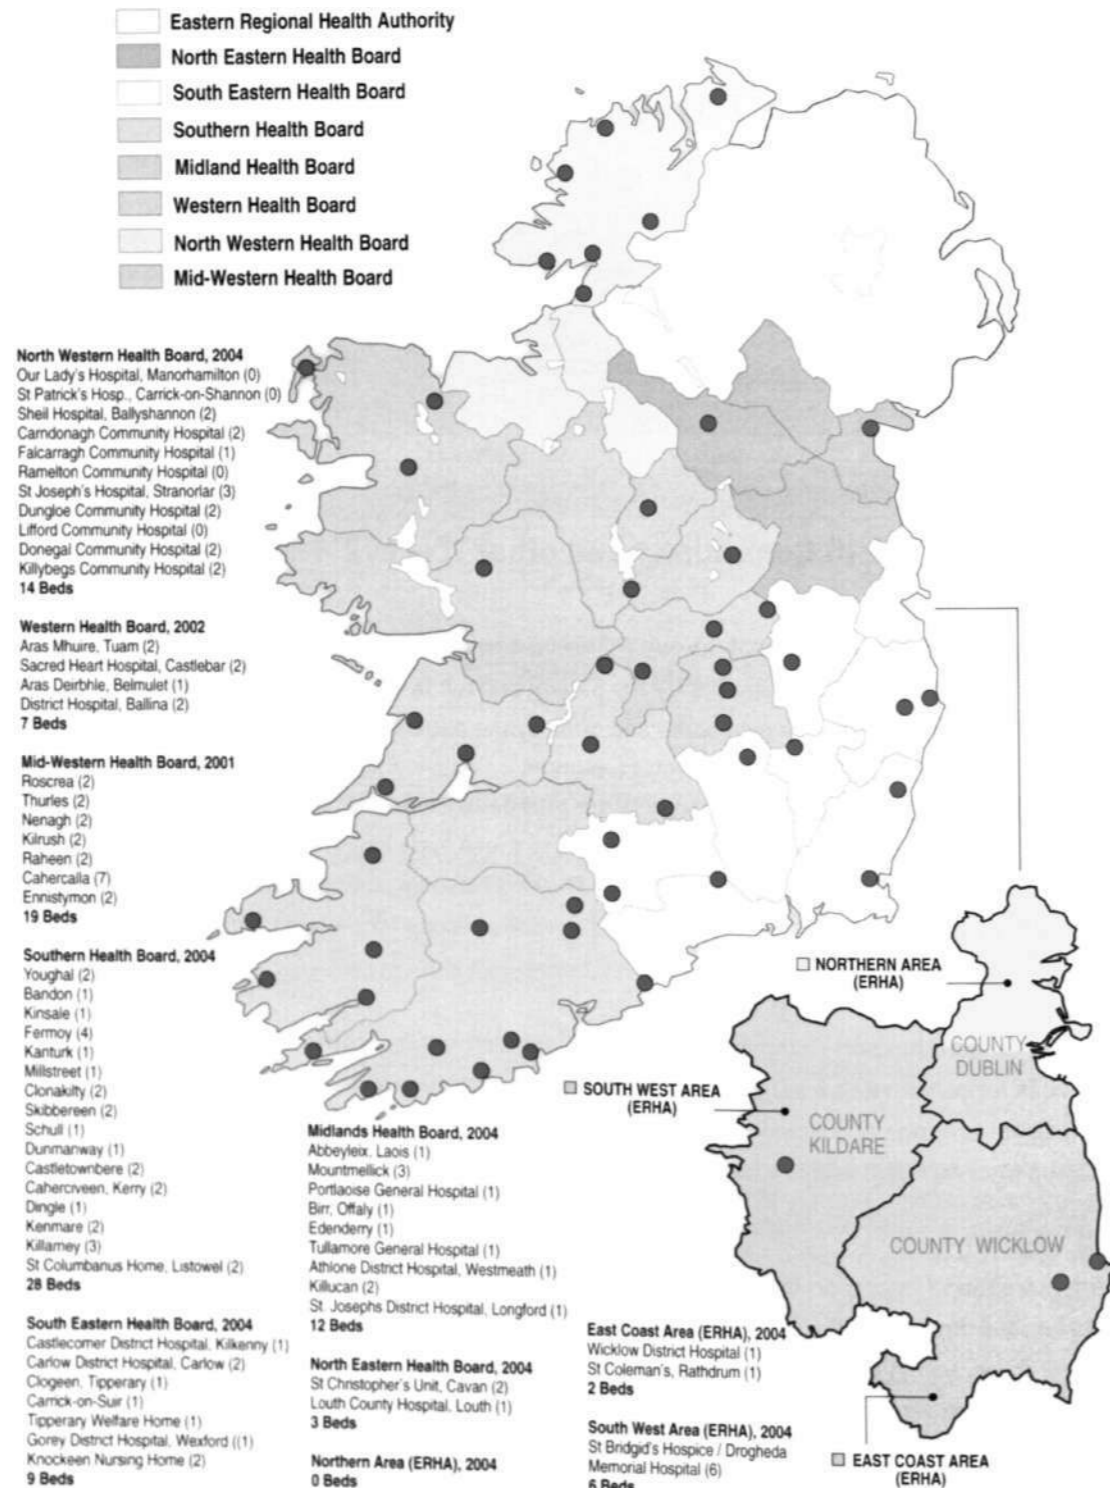 Eastern Regional Health Authority
North Eastern Health Board
South Eastern Health Board
Southern Health Board
Midland Health Board
Western Health Board
North Western Health Board
Mid-Western Health Board
North Western Health Board, 2004
Our Lady's Hospital, Manorhamilton (0)
St Patrick's Hosp., Carrick-on-Shannon (0)
Sheil Hospital, Ballyshannon (2)
Carndonagh Community Hospital (2)
Falcarragh Community Hospital (1)
Ramelton Community Hospital (0)
St Joseph's Hospital, Stranorlar (3)
Dungloe Community Hospital (2)
Lifford Community Hospital (0)
Donegal Community Hospital (2)
Killybegs Community Hospital (2)
14 Beds
Western Health Board, 2002
Aras Mhuire, Tuam (2)
Sacred Heart Hospital, Castlebar (2)
Aras Deirbhle, Belmulet (1)
District Hospital, Ballina (2)
7 Beds
Mid-Western Health Board, 2001
Roscrea (2)
Thurles (2)
Nenagh (2)
Kilrush (2)
Raheen (2)
Cahercalla (7)
Ennistymon (2)
19 Beds
Southern Health Board, 2004
Youghal (2)
Bandon (1)
Kinsale (1)
Fermoy (4)
Kanturk (1)
Millstreet (1)
Clonakilty (2)
Skibbereen (2)
Schull (1)
Dunmanway (1)
Castletownbere (2)
Caherciveen, Kerry (2)
Dingle (1)
Kenmare (2)
Killarney (3)
St Columbanus Home, Listowel (2)
28 Beds
South Eastern Health Board, 2004
Castlecomer District Hospital, Kilkenny (1)
Carlow District Hospital, Carlow (2)
Clogeen, Tipperary (1)
Carrick-on-Suir (1)
Tipperary Welfare Home (1)
Gorey District Hospital, Wexford ((1)
Knockeen Nursing Home (2)
9 Beds
Midlands Health Board, 2004
Abbeyleix, Laois (1)
Mountmellick (3)
Portlaoise General Hospital (1)
Birr, Offaly (1)
Edenderry (1)
Tullamore General Hospital (1)
Athlone District Hospital, Westmeath (1)
Killucan (2)
St. Josephs District Hospital, Longford (1)
12 Beds
North Eastern Health Board, 2004
St Christopher's Unit, Cavan (2)
Louth County Hospital, Louth (1)
3 Beds
Northern Area (ERHA), 2004
0 Beds
East Coast Area (ERHA), 2004
Wicklow District Hospital (1)
St Coleman's, Rathdrum (1)
2 Beds
South West Area (ERHA), 2004
St Bridgid's Hospice / Drogheda
Memorial Hospital (6)
6 Beds
NORTHERN AREA
(ERHA)
COUNTY
DUBLIN
SOUTH WEST AREA
(ERHA)
COUNTY
KILDARE
COUNTY WICKLOW
EAST COAST AREA
(ERHA)